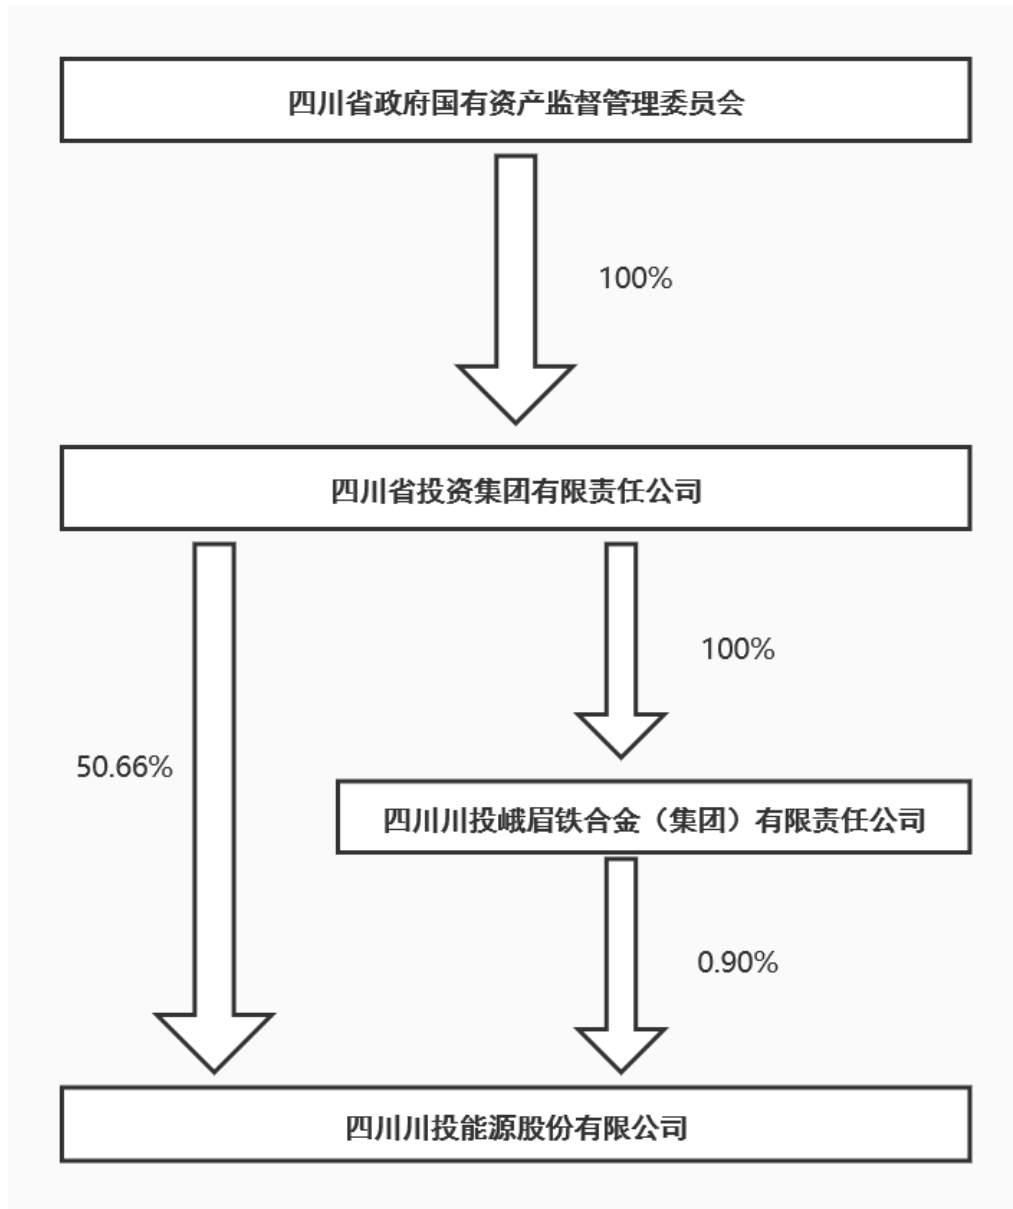 四川省政府国有资产监督管理委员会
100%
四川省投资集团有限责任公司
100%
50.66%
四川川投峨眉铁合金（集团）有限责任公司
0.90%
四川川投能源股份有限公司